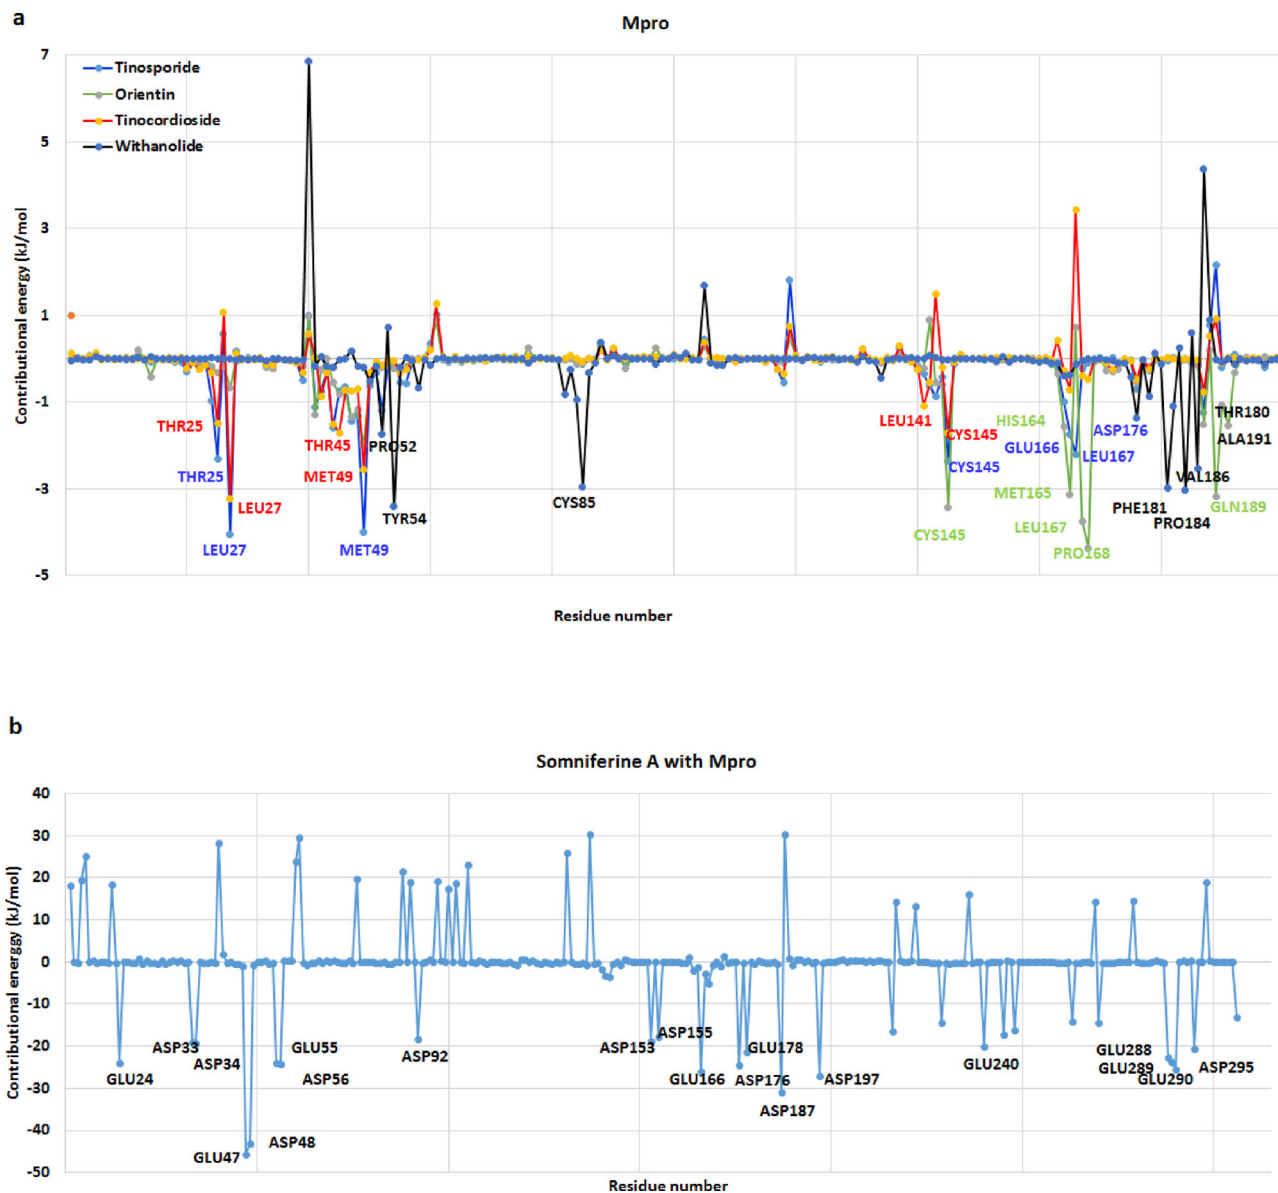 a
Mpro
7
5
3
1
-1
-3
-5
Contributional energy (kJ/mol)
Tinosporide
Orientin
Tinocordioside
Withanolide
THR25
THR25
LEU27
LEU27
THR45
MET49
MET49
PRO52
TYR54
CYS85
LEU141
CYS145
CYS145
CYS145
HIS164
GLU166
MET165
LEU167
LEU167
PRO168
ASP176
PHE181
PRO184
VAL186
THR180
ALA191
GLN189
Residue number
b
Somniferine A with Mpro
40
30
20
10
0
-10
-20
-30
-40
-50
Contributional energgy (kJ/mol)
GLU24
ASP33
ASP34
GLU47
ASP48
GLU55
ASP56
ASP92
ASP153
ASP155
GLU166
ASP176
GLU178
ASP187
ASP197
GLU240
GLU288
GLU289
GLU290
ASP295
Residue number